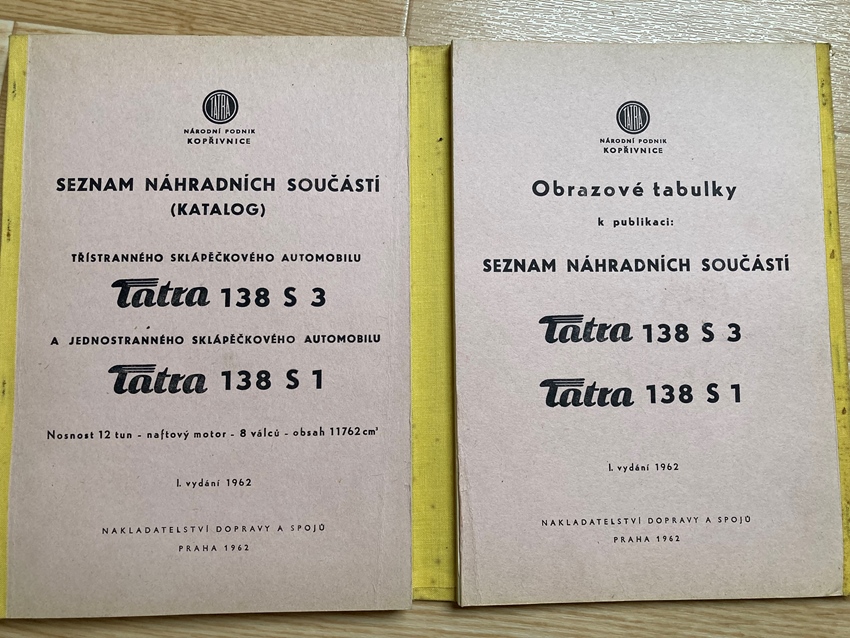 TATRA
NÁRODNÍ PODNIK
KOPŘIVNICE
SEZNAM NÁHRADNÍCH SOUČÁSTÍ
(KATALOG)
TŘÍSTRANNÉHO SKLÁPĚČKOVÉHO AUTOMOBILU
Tatra 138 S 3
A JEDNOSTRANNÉHO SKLÁPĚČKOVÉHO AUTOMOBILU
Tatra 138 S 1
Nosnost 12 tun - naftový motor - 8 válců - obsah 11762 cm³
I. vydání 1962
NAKLADATELSTVÍ DOPRAVY A SPOJŮ
PRAHA 1962
TATRA
NÁRODNÍ PODNIK
KOPŘIVNICE
Obrazové tabulky
k publikaci:
SEZNAM NÁHRADNÍCH SOUČÁSTÍ
Tatra 138 S 3
Tatra 138 S 1
I. vydání 1962
NAKLADATELSTVÍ DOPRAVY A SPOJŮ
PRAHA 1962